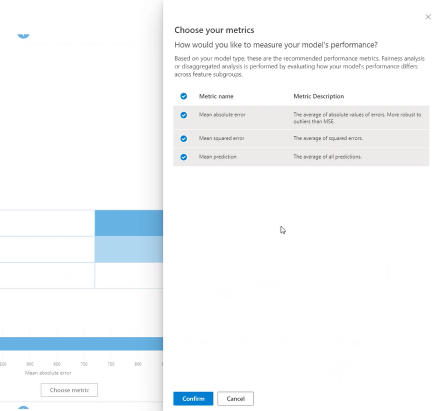 Choose your metrics
How would you like to measure your model's performance?
Based on your model type, these are the recommended performance metrics. Fairness analysis
or disaggregated analysis is performed by evaluating how your model's performance differs
across feature subgroups.
Metric name Metric Description
Mean absolute error The average of absolute values of errors. More robust to
outliers than MSE.
Mean squared error The average of squared errors.
Mean prediction The average of all predictions.
700 750 800
Mean absolute error
Choose metric
Confirm Cancel